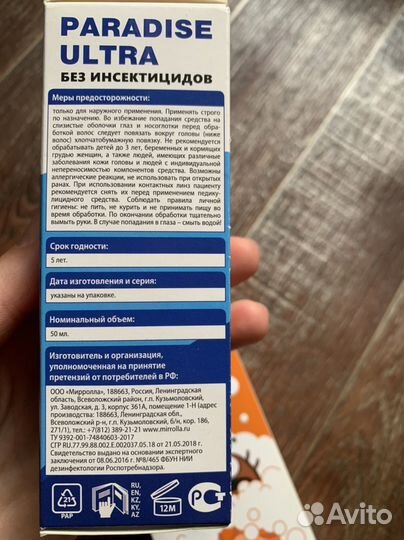 PARADISE
ULTRA
БЕЗ ИНСЕКТИЦИДОВ
Меры предосторожности:
только для наружного применения. Применять строго
по назначению. Во избежание попадания средства на
слизистые оболочки глаз и носоглотки перед обра-
боткой волос следует повязать вокруг головы (ниже
волос) хлопчатобумажную повязку. Не рекомендуется
обрабатывать детей до 3 лет, беременных и кормящих
грудью женщин, а также людей, имеющих различные
заболевания кожи головы и людей с индивидуальной
непереносимостью компонентов средства. Возможны
аллергические реакции, не использовать при открытых
ранах. При использовании контактных линз пациенту
рекомендуется снять их перед применением педику-
лицидного средства. Соблюдать правила личной
гигиены: не пить, не курить и не принимать пищу во
время обработки. По окончании обработки тщательно
вымыть руки. В случае попадания в глаза – смыть водой!
Срок годности:
5 лет.
Дата изготовления и серия:
указаны на упаковке.
Номинальный объем:
50 мл.
Изготовитель и организация,
уполномоченная на принятие
претензий от потребителей в РФ:
ООО «Мирролла», 188663, Россия, Ленинградская
область, Всеволожский район, г.п. Кузьмоловский,
ул. Заводская, д. 3, корпус 361А, помещение 1-Н (адрес
производства: 188663, Ленинградская область,
Всеволожский р-н, г.п. Кузьмоловский, б/н, кор. 186,
271/1), тел.: +7(812) 389-21-21 www.mirrolla.ru
ТУ 9392-001-74840603-2017
СГР RU.77.99.88.002.Е.002037.05.18 от 21.05.2018 г.
Свидетельство выдано на основании экспертного
заключения от 08.06.2016 г. №8/465 ФБУН НИИ
дезинфектологии Роспотребнадзора.
21
PAP
RU,
EN,
KZ,
KY,
AZ
12M
РСТ
Avito